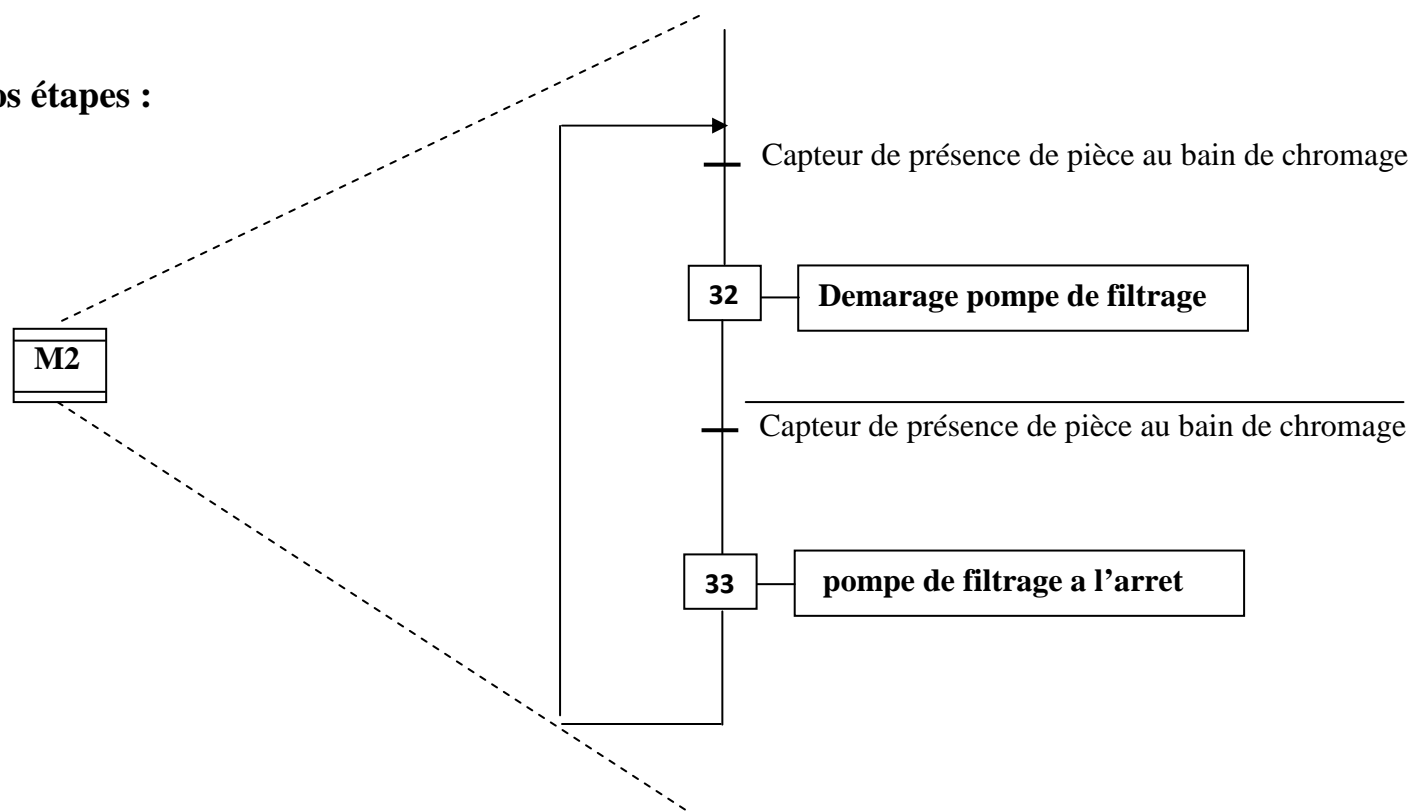 os étapes :
Capteur de présence de pièce au bain de chromage
32
Demarage pompe de filtrage
M2
Capteur de présence de pièce au bain de chromage
33
pompe de filtrage a l’arret